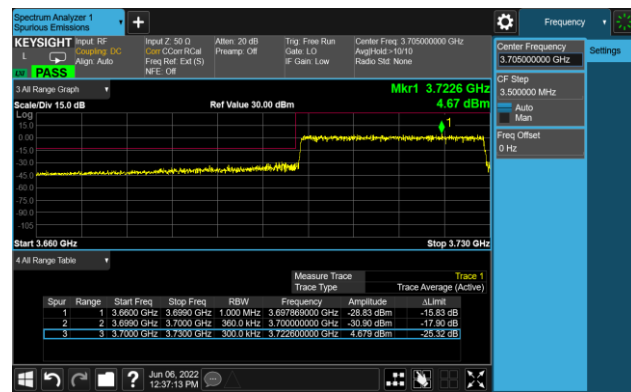 Spectrum Analyzer 1
Spurious Emissions
Frequency
KEYSIGHT
L
PASS
Input: RF
Coupling: DC
Align: Auto
Input Z: 50 Ω
Corr CCorr RCal
Freq Ref: Ext (S)
NFE: Off
Atten: 20 dB
Preamp: Off
Trig: Free Run
Gate: LO
IF Gain: Low
Center Freq: 3.705000000 GHz
Avg|Hold:>10/10
Radio Std: None
Center Frequency
3.705000000 GHz
Settings
CF Step
3.500000 MHz
Auto
Man
Freq Offset
0 Hz
3 All Range Graph
Mkr1 3.7226 GHz
Scale/Div 15.0 dB
Ref Value 30.00 dBm
4.67 dBm
Log
15.0
0.00
-15.0
-30.0
-45.0
-60.0
-75.0
-90.0
-105
1
Start 3.660 GHz
Stop 3.730 GHz
4 All Range Table
Measure Trace Trace 1
Trace Type Trace Average (Active)
Spur Range Start Freq Stop Freq RBW Frequency Amplitude ΔLimit
1 1 3.6600 GHz 3.6990 GHz 1.000 MHz 3.697869000 GHz -28.83 dBm -15.83 dB
2 2 3.6990 GHz 3.7000 GHz 360.0 kHz 3.700000000 GHz -30.90 dBm -17.90 dB
3 3 3.7000 GHz 3.7300 GHz 300.0 kHz 3.722600000 GHz 4.679 dBm -25.32 dB
Jun 06, 2022
12:37:13 PM